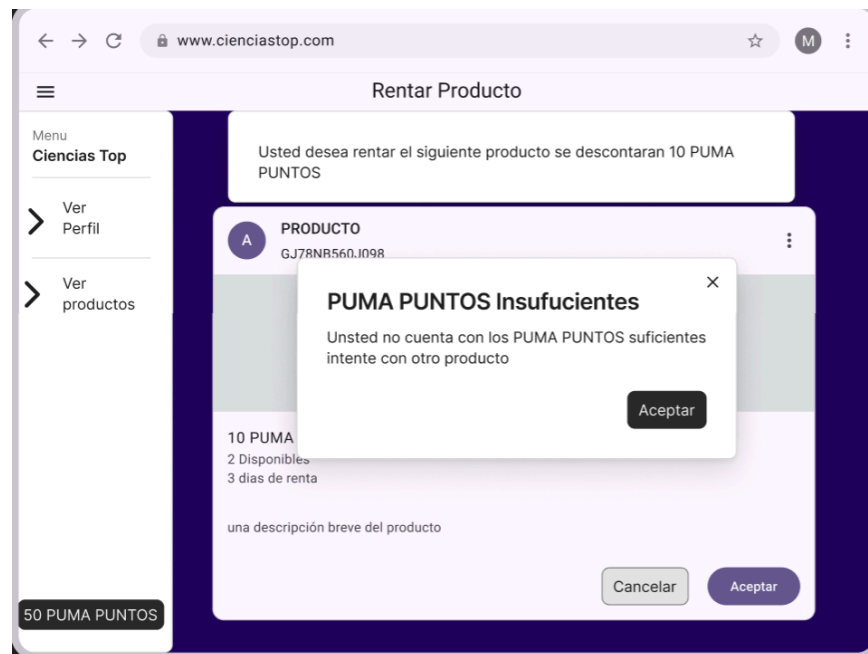 www.cienciastop.com
M
Rentar Producto
Menu
Ciencias Top
Ver
Perfil
Ver
productos
50 PUMA PUNTOS
Usted desea rentar el siguiente producto se descontaran 10 PUMA
PUNTOS
A
PRODUCTO
GJ78NB560J098
PUMA PUNTOS Insufucientes
Unsted no cuenta con los PUMA PUNTOS suficientes
intente con otro producto
Aceptar
10 PUMA
2 Disponibles
3 dias de renta
una descripción breve del producto
Cancelar
Aceptar